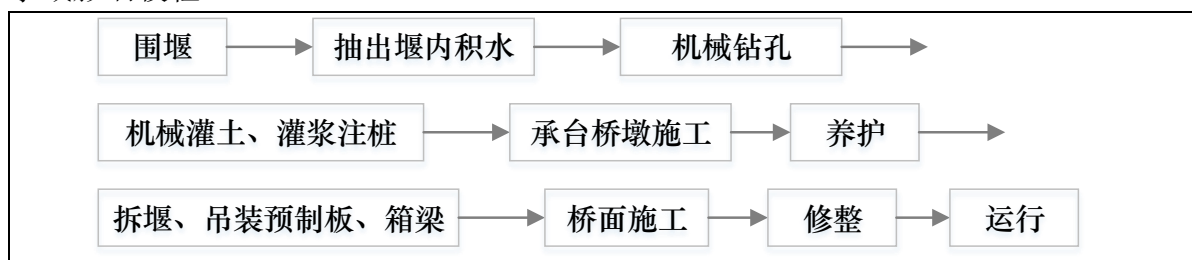 围堰 抽出堰内积水 机械钻孔
机械灌土、灌浆注桩 承台桥墩施工 养护
拆堰、吊装预制板、箱梁 桥面施工 修整 运行